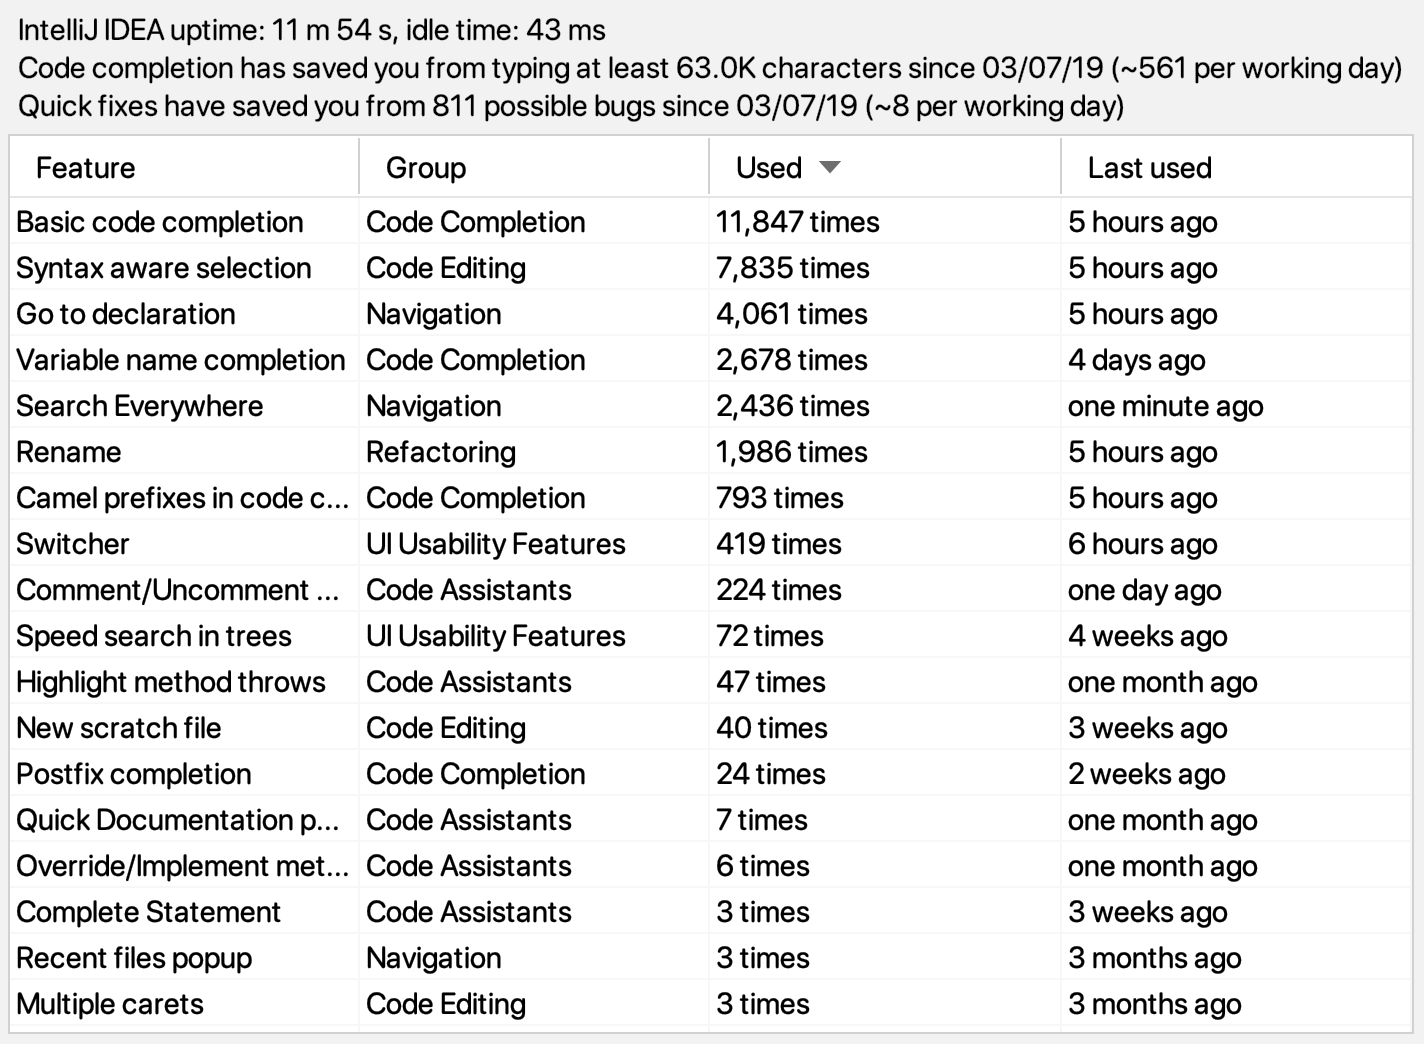 IntelliJ IDEA uptime: 11 m 54 s, idle time: 43 ms
Code completion has saved you from typing at least 63.0K characters since 03/07/19 (~561 per working day)
Quick fixes have saved you from 811 possible bugs since 03/07/19 (~8 per working day)
Feature Group Used Last used
Basic code completion Code Completion 11,847 times 5 hours ago
Syntax aware selection Code Editing 7,835 times 5 hours ago
Go to declaration Navigation 4,061 times 5 hours ago
Variable name completion Code Completion 2,678 times 4 days ago
Search Everywhere Navigation 2,436 times one minute ago
Rename Refactoring 1,986 times 5 hours ago
Camel prefixes in code c... Code Completion 793 times 5 hours ago
Switcher UI Usability Features 419 times 6 hours ago
Comment/Uncomment ... Code Assistants 224 times one day ago
Speed search in trees UI Usability Features 72 times 4 weeks ago
Highlight method throws Code Assistants 47 times one month ago
New scratch file Code Editing 40 times 3 weeks ago
Postfix completion Code Completion 24 times 2 weeks ago
Quick Documentation p... Code Assistants 7 times one month ago
Override/Implement met... Code Assistants 6 times one month ago
Complete Statement Code Assistants 3 times 3 weeks ago
Recent files popup Navigation 3 times 3 months ago
Multiple carets Code Editing 3 times 3 months ago